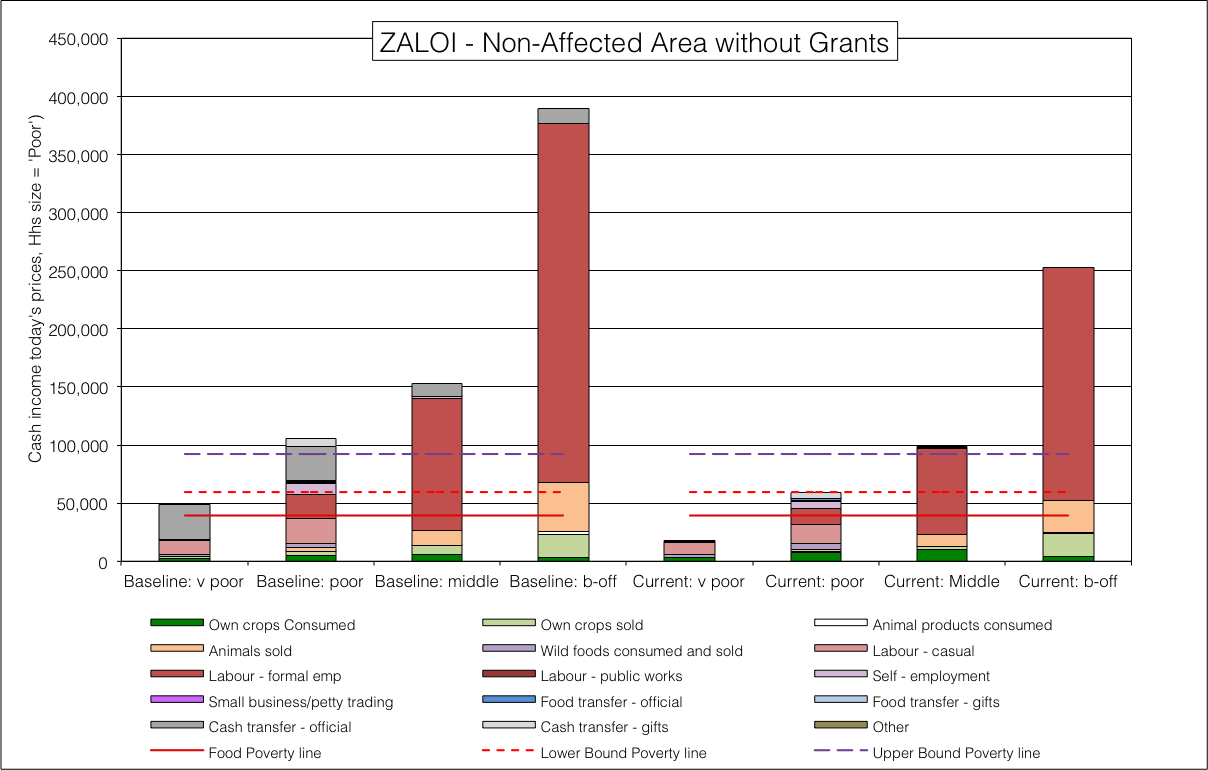 ZALOI - Non-Affected Area without Grants
Cash income today's prices, Hhs size = 'Poor')
450,000
400,000
350,000
300,000
250,000
200,000
150,000
100,000
50,000
0
Baseline: v poor Baseline: poor Baseline: middle Baseline: b-off Current: v poor Current: poor Current: Middle Current: b-off
Own crops Consumed Own crops sold Animal products consumed
Animals sold Wild foods consumed and sold Labour - casual
Labour - formal emp Labour - public works Self - employment
Small business/petty trading Food transfer - official Food transfer - gifts
Cash transfer - official Cash transfer - gifts Other
Food Poverty line Lower Bound Poverty line Upper Bound Poverty line